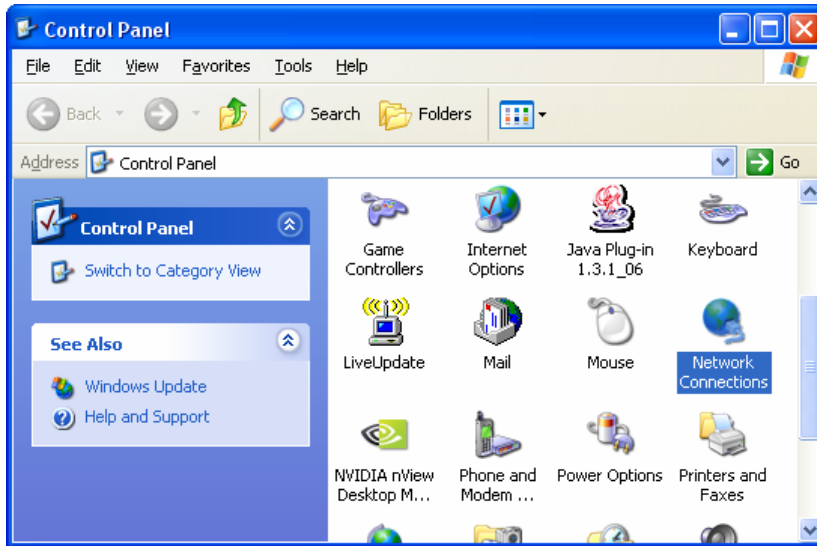 Control Panel
File Edit View Favorites Tools Help
Back Search Folders
Address Control Panel Go
Control Panel
Switch to Category View
See Also
Windows Update
Help and Support
Game
Controllers
Internet
Options
Java Plug-in
1.3.1_06
Keyboard
LiveUpdate
Mail
Mouse
Network
Connections
NVIDIA nView
Desktop M...
Phone and
Modem ...
Power Options
Printers and
Faxes